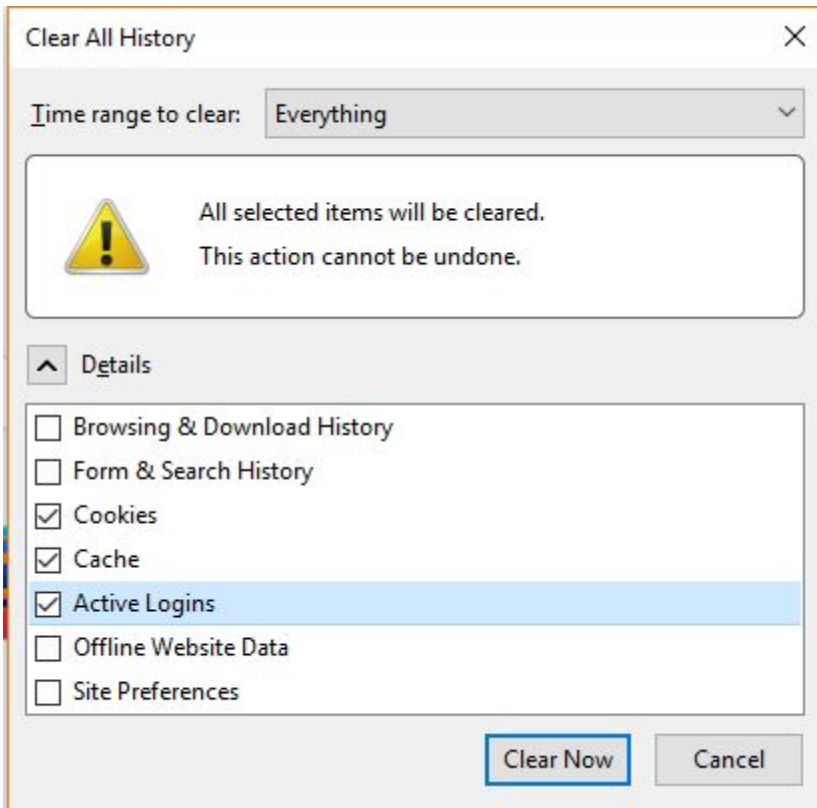 Clear All History
Time range to clear: Everything
All selected items will be cleared.
This action cannot be undone.
Details
Browsing & Download History
Form & Search History
Cookies
Cache
Active Logins
Offline Website Data
Site Preferences
Clear Now Cancel